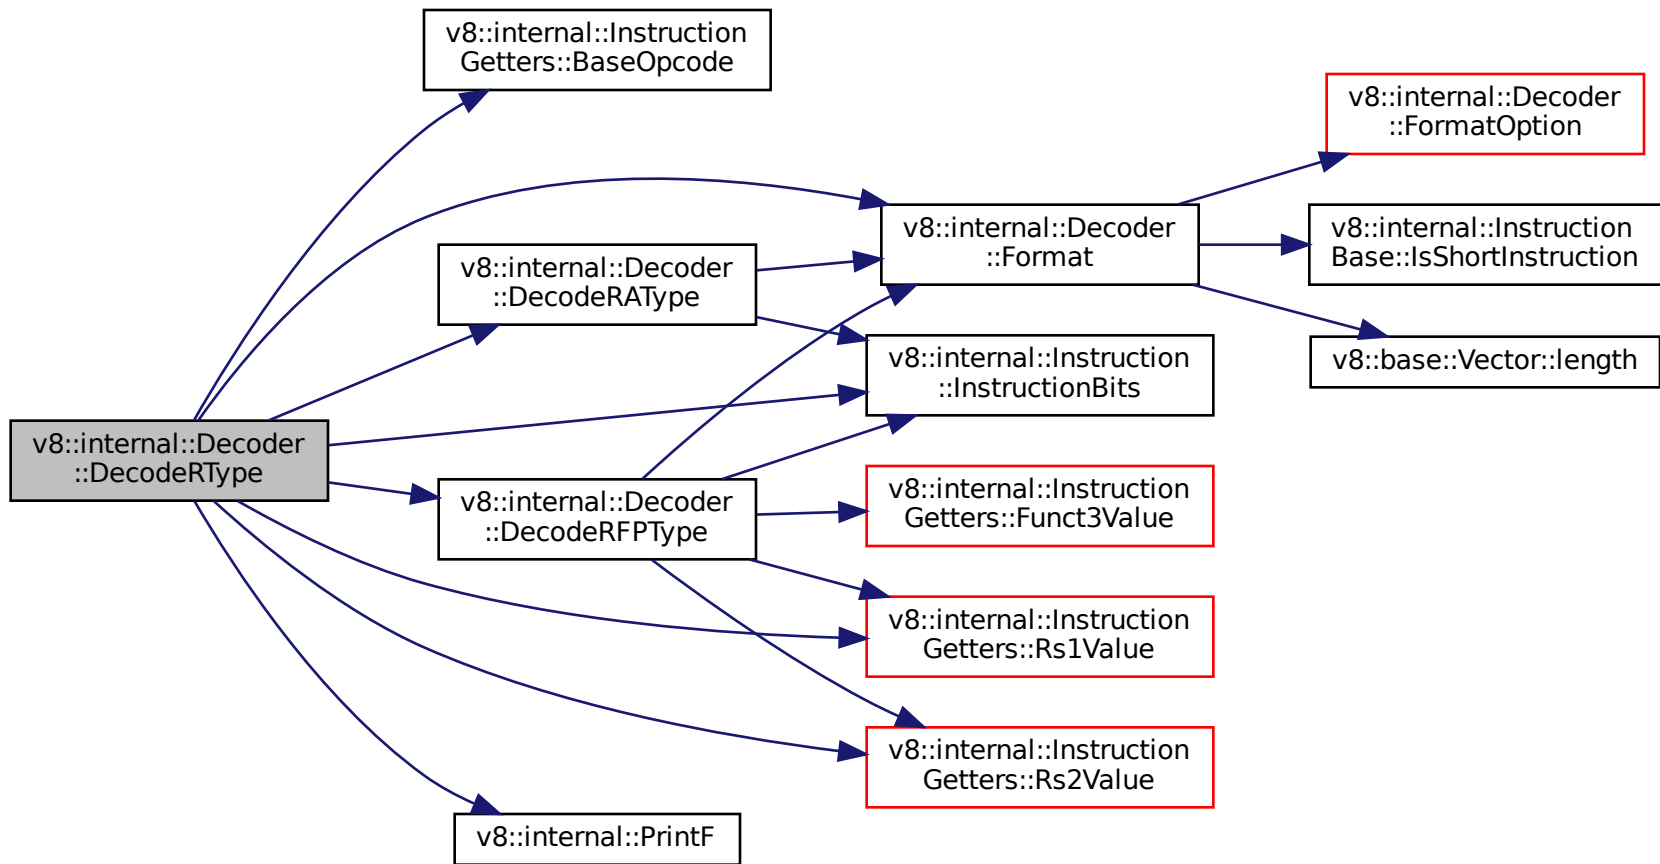 v8::internal::Instruction
Getters::BaseOpcode
v8::internal::Decoder
::FormatOption
v8::internal::Decoder
::Format
v8::internal::Instruction
Base::IsShortInstruction
v8::internal::Decoder
::DecodeRAType
v8::internal::Instruction
::InstructionBits
v8::base::Vector::length
v8::internal::Decoder
::DecodeRType
v8::internal::Decoder
::DecodeRFPType
v8::internal::Instruction
Getters::Funct3Value
v8::internal::Instruction
Getters::Rs1Value
v8::internal::Instruction
Getters::Rs2Value
v8::internal::PrintF